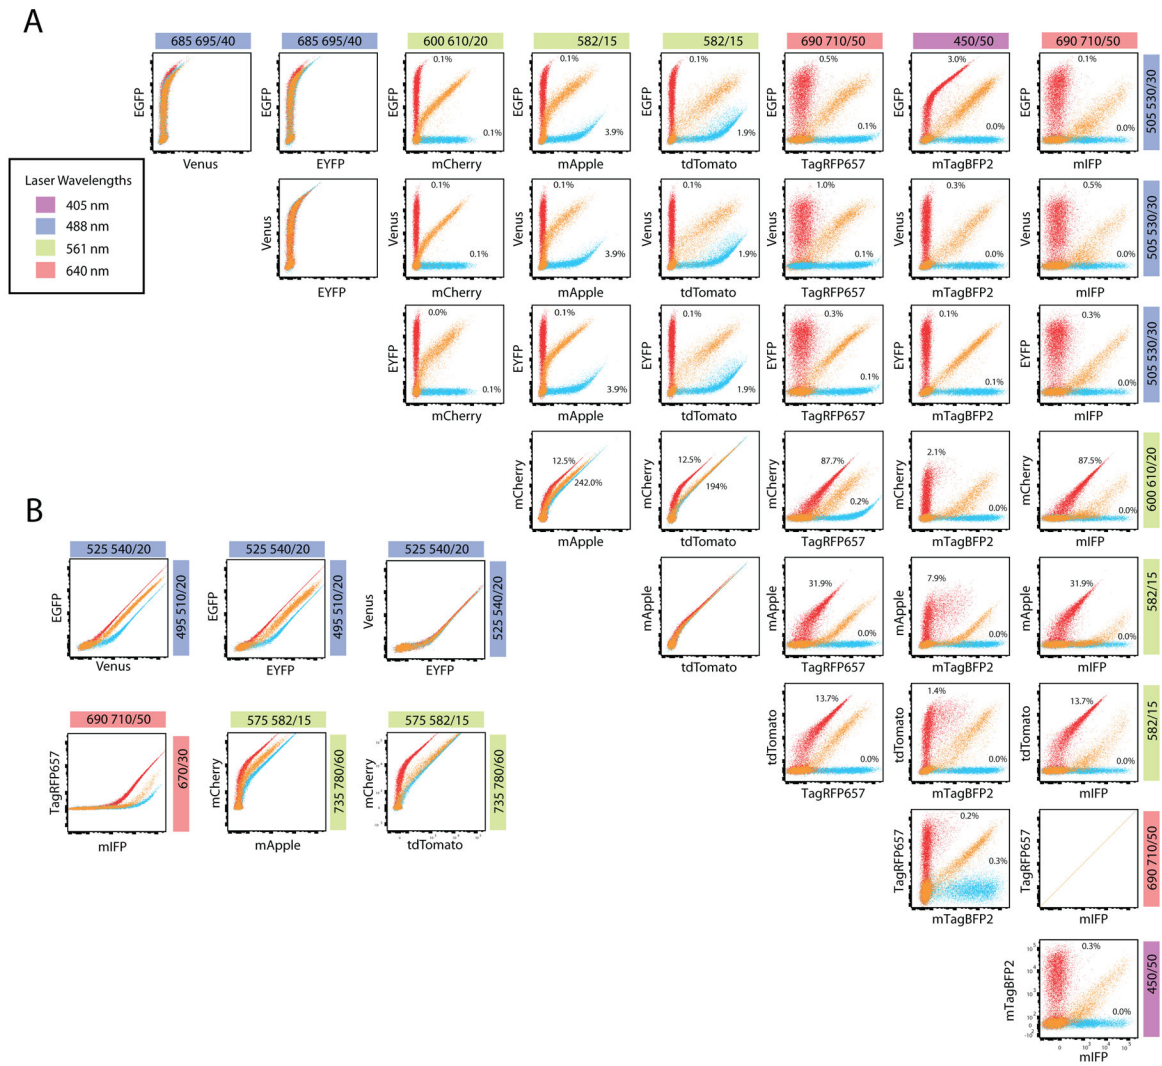 A
685 695/40
685 695/40
600 610/20
582/15
582/15
690 710/50
450/50
690 710/50
EGFP
Venus
EGFP
EYFP
EGFP
0.1%
0.1%
mCherry
EGFP
0.1%
3.9%
mApple
EGFP
0.1%
1.9%
tdTomato
EGFP
0.5%
0.1%
TagRFP657
EGFP
3.0%
0.0%
mTagBFP2
EGFP
0.1%
0.0%
mIFP
505 530/30
Laser Wavelengths
405 nm
488 nm
561 nm
640 nm
Venus
EYFP
Venus
0.1%
0.1%
mCherry
Venus
0.1%
3.9%
mApple
Venus
0.1%
1.9%
tdTomato
Venus
1.0%
0.1%
TagRFP657
Venus
0.3%
0.0%
mTagBFP2
Venus
0.5%
0.0%
mIFP
505 530/30
EYFP
0.0%
0.1%
mCherry
EYFP
0.1%
3.9%
mApple
EYFP
0.1%
1.9%
tdTomato
EYFP
0.3%
0.1%
TagRFP657
EYFP
0.1%
0.1%
mTagBFP2
EYFP
0.3%
0.0%
mIFP
505 530/30
mCherry
12.5%
242.0%
mApple
mCherry
12.5%
194%
tdTomato
mCherry
87.7%
0.2%
TagRFP657
mCherry
2.1%
0.0%
mTagBFP2
mCherry
87.5%
0.0%
mIFP
600 610/20
mApple
tdTomato
mApple
31.9%
0.0%
TagRFP657
mApple
7.9%
0.0%
mTagBFP2
mApple
31.9%
0.0%
mIFP
582/15
tdTomato
13.7%
0.0%
TagRFP657
tdTomato
1.4%
0.0%
mTagBFP2
tdTomato
13.7%
0.0%
mIFP
582/15
TagRFP657
0.2%
0.3%
mTagBFP2
TagRFP657
mIFP
690 710/50
mTagBFP2
0.3%
0.0%
mIFP
450/50
B
525 540/20
EGFP
Venus
495 510/20
525 540/20
EGFP
EYFP
495 510/20
525 540/20
Venus
EYFP
525 540/20
690 710/50
TagRFP657
mIFP
670/30
575 582/15
mCherry
mApple
735 780/60
575 582/15
mCherry
tdTomato
735 780/60